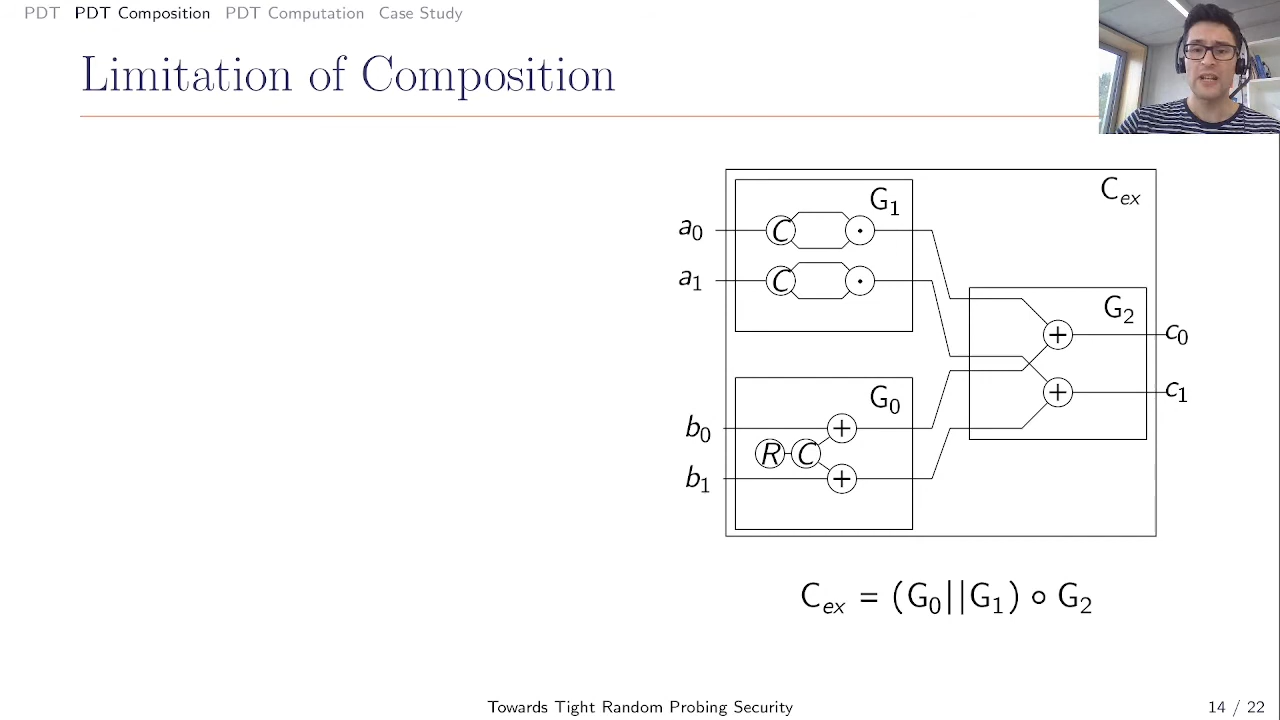 PDT PDT Composition PDT Computation Case Study
Limitation of Composition
C_ex
G₁
a₀ C ·
a₁ C ·
G₂
+ c₀
+ c₁
G₀
b₀ +
R C
b₁ +
C_ex = (G₀||G₁) ∘ G₂
Towards Tight Random Probing Security 14 / 22